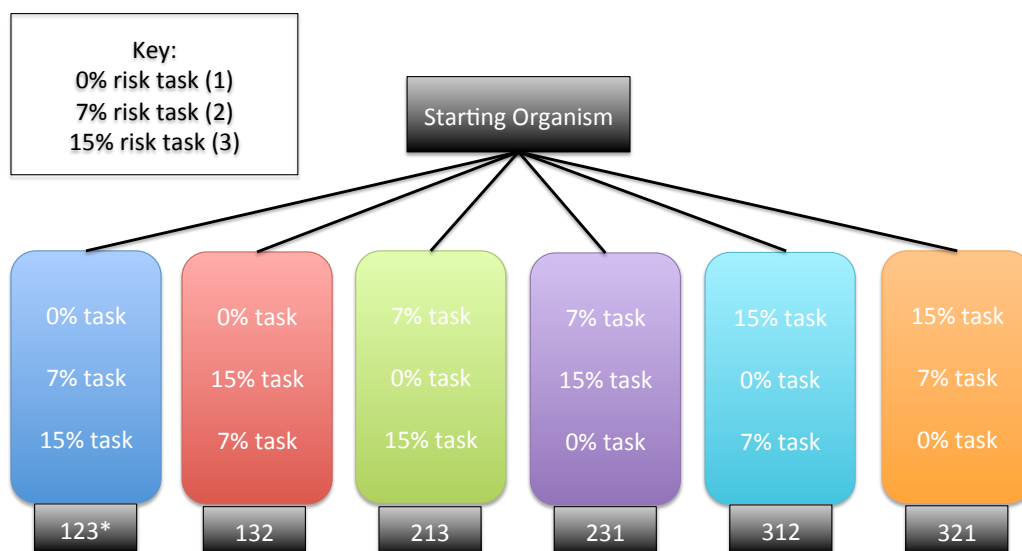 Key:
0% risk task (1)
7% risk task (2)
15% risk task (3)
Starting Organism
0% task
7% task
15% task
123*
0% task
15% task
7% task
132
7% task
0% task
15% task
213
7% task
15% task
0% task
231
15% task
0% task
7% task
312
15% task
7% task
0% task
321